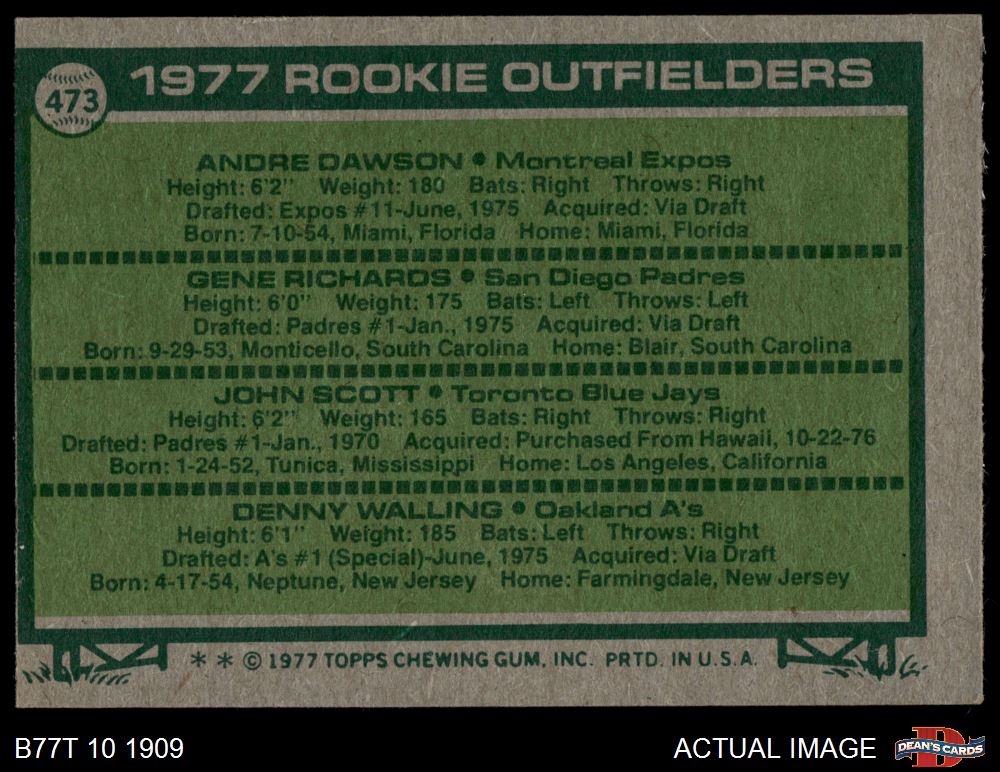 473
1977 ROOKIE OUTFIELDERS
ANDRE DAWSON • Montreal Expos
Height: 6'2" Weight: 180 Bats: Right Throws: Right
Drafted: Expos #11-June, 1975 Acquired: Via Draft
Born: 7-10-54, Miami, Florida Home: Miami, Florida
GENE RICHARDS • San Diego Padres
Height: 6'0" Weight: 175 Bats: Left Throws: Left
Drafted: Padres #1-Jan., 1975 Acquired: Via Draft
Born: 9-29-53, Monticello, South Carolina Home: Blair, South Carolina
JOHN SCOTT • Toronto Blue Jays
Height: 6'2" Weight: 165 Bats: Right Throws: Right
Drafted: Padres #1-Jan., 1970 Acquired: Purchased From Hawaii, 10-22-76
Born: 1-24-52, Tunica, Mississippi Home: Los Angeles, California
DENNY WALLING • Oakland A's
Height: 6'1" Weight: 185 Bats: Left Throws: Right
Drafted: A's #1 (Special)-June, 1975 Acquired: Via Draft
Born: 4-17-54, Neptune, New Jersey Home: Farmingdale, New Jersey
* * © 1977 TOPPS CHEWING GUM, INC. PRTD. IN U.S.A.
B77T 10 1909
ACTUAL IMAGE
D
DEAN'S CARDS